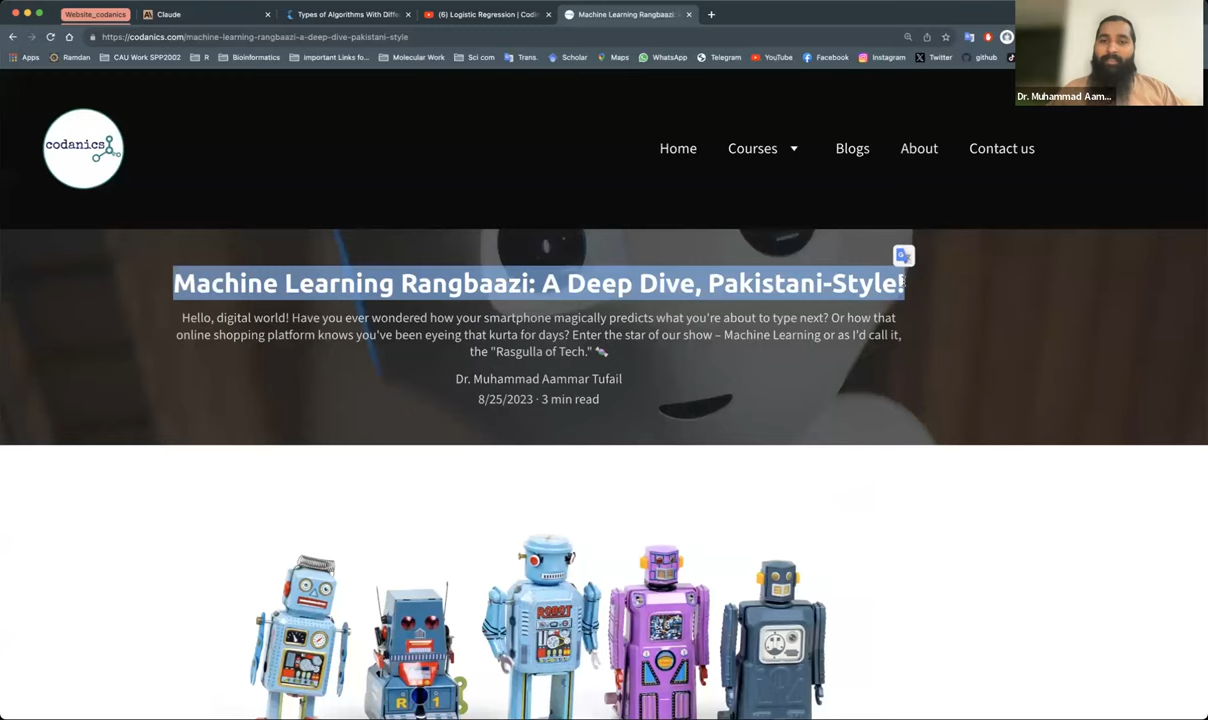 Website_codanics
Claude
Types of Algorithms With Diffe
(6) Logistic Regression | Codi
Machine Learning Rangbaazi:
https://codanics.com/machine-learning-rangbaazi-a-deep-dive-pakistani-style
Apps
Ramdan
CAU Work SPP2002
R
Bioinformatics
important Links fo...
Molecular Work
Sci com
Trans.
Scholar
Maps
WhatsApp
Telegram
YouTube
Facebook
Instagram
Twitter
github
Dr. Muhammad Aam...
codanics
Home
Courses
Blogs
About
Contact us
Machine Learning Rangbaazi: A Deep Dive, Pakistani-Style!
Hello, digital world! Have you ever wondered how your smartphone magically predicts what you're about to type next? Or how that
online shopping platform knows you've been eyeing that kurta for days? Enter the star of our show – Machine Learning or as I'd call it,
the "Rasgulla of Tech." 🍬
Dr. Muhammad Aammar Tufail
8/25/2023 · 3 min read
ROBOT
R 1